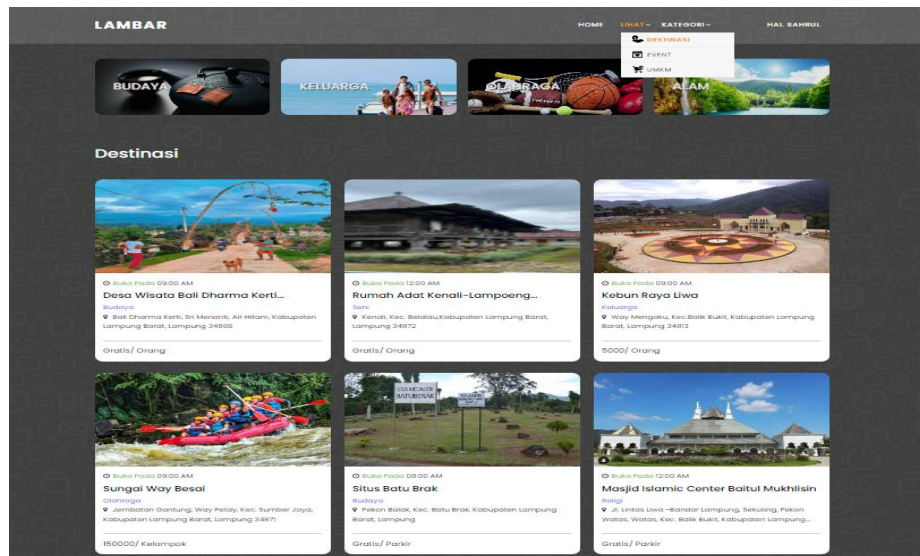 LAMBAR
HOME LIHAT KATEGORI HAI, SAHRUL
DESTINASI
EVENT
UMKM
BUDAYA
KELUARGA
OLAHRAGA
ALAM
Destinasi
Buka Pada 09:00 AM
Desa Wisata Bali Dharma Kerti...
Budaya
Bali Dharma Kerti, Sri Menanti, Air Hitam, Kabupaten
Lampung Barat, Lampung 34866
Gratis/ Orang
Buka Pada 12:00 AM
Rumah Adat Kenali-Lampoeng...
Seni
Kenali, Kec. Belalau,Kabupaten Lampung Barat,
Lampung 34872
Gratis/ Orang
Buka Pada 09:00 AM
Kebun Raya Liwa
Keluarga
Way Mengaku, Kec.Balik Bukit, Kabupaten Lampung
Barat, Lampung 34813
5000/ Orang
Buka Pada 09:00 AM
Sungai Way Besai
Olahraga
Jembatan Gantung, Way Petay, Kec. Sumber Jaya,
Kabupaten Lampung Barat, Lampung 34871
150000/ Kelompok
BATUBERAK
Buka Pada 08:00 AM
Situs Batu Brak
Budaya
Pekon Balak, Kec. Batu Brak, Kabupaten Lampung
Barat, Lampung
Gratis/ Parkir
Buka Pada 12:00 AM
Masjid Islamic Center Baitul Mukhlisin
Religi
Jl. Lintas Liwa -Bandar Lampung, Sekuting, Pekon
Watas, Watas, Kec. Balik Bukit, Kabupaten Lampung...
Gratis/ Parkir